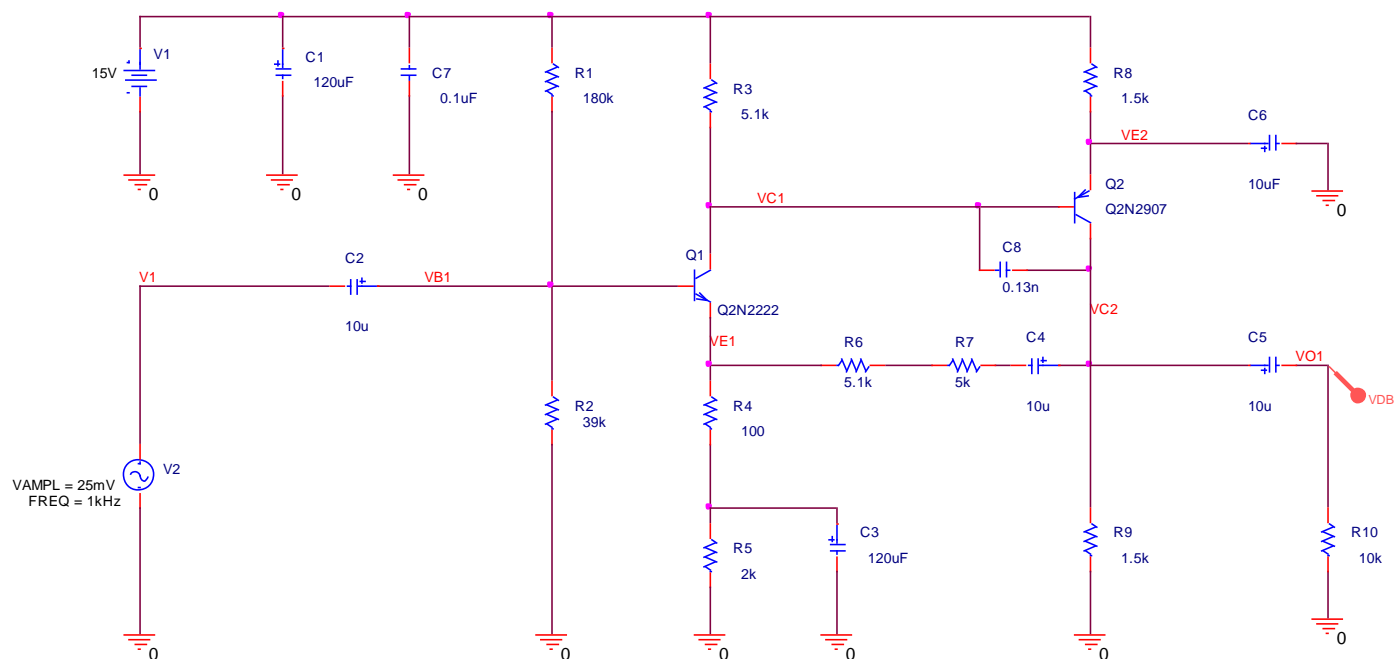 V1
15V
C1
120uF
C7
0.1uF
R1
180k
R3
5.1k
R8
1.5k
C6
10uF
VE2
0
0
0
0
Q2
Q2N2907
VC1
C8
0.13n
V1
C2
10u
VB1
Q1
Q2N2222
VC2
VE1
R6
5.1k
R7
5k
C4
10u
C5
10u
VO1
VDB
R2
39k
R4
100
V2
VAMPL = 25mV
FREQ = 1kHz
R5
2k
C3
120uF
R9
1.5k
R10
10k
0
0
0
0
0
0